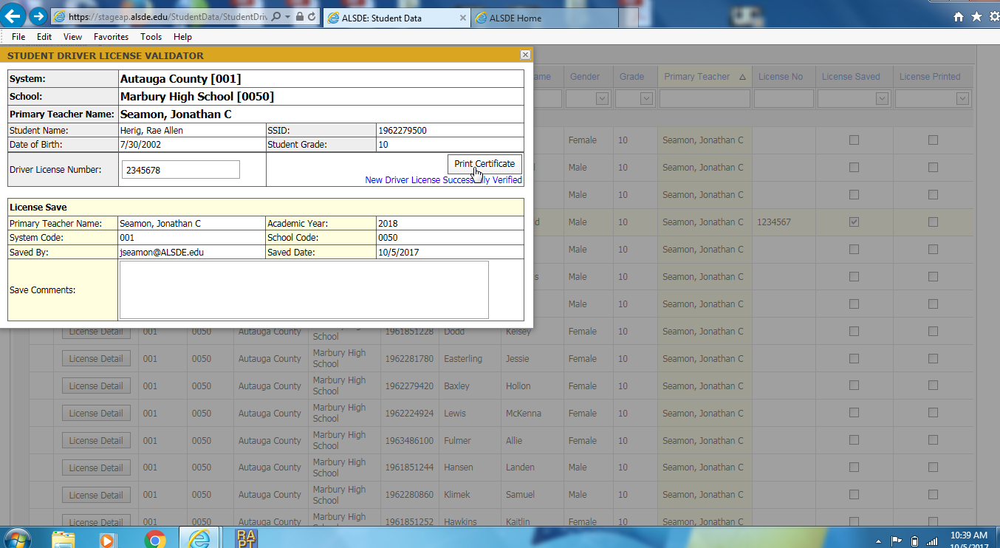 https://stageap.alsde.edu/StudentData/StudentDriv
ALSDE: Student Data
ALSDE Home
File Edit View Favorites Tools Help
STUDENT DRIVER LICENSE VALIDATOR
System: Autauga County [001]
School: Marbury High School [0050]
Primary Teacher Name: Seamon, Jonathan C
Student Name: Herig, Rae Allen SSID: 1962279500
Date of Birth: 7/30/2002 Student Grade: 10
Driver License Number: 2345678 Print Certificate
New Driver License Successfully Verified
License Save
Primary Teacher Name: Seamon, Jonathan C Academic Year: 2018
System Code: 001 School Code: 0050
Saved By: jseamon@ALSDE.edu Saved Date: 10/5/2017
Save Comments:
ame Gender Grade Primary Teacher License No License Saved License Printed
Female 10 Seamon, Jonathan C
Male 10 Seamon, Jonathan C
Male 10 Seamon, Jonathan C
d Male 10 Seamon, Jonathan C 1234567
Male 10 Seamon, Jonathan C
s Male 10 Seamon, Jonathan C
Male 10 Seamon, Jonathan C
License Detail 001 0050 Autauga County School 1961851228 Dodd Kelsey Female 10 Seamon, Jonathan C
License Detail 001 0050 Autauga County Marbury High School 1962281780 Easterling Jessie Female 10 Seamon, Jonathan C
License Detail 001 0050 Autauga County Marbury High School 1962279420 Baxley Hollon Female 10 Seamon, Jonathan C
License Detail 001 0050 Autauga County Marbury High School 1962224924 Lewis McKenna Female 10 Seamon, Jonathan C
License Detail 001 0050 Autauga County Marbury High School 1963486100 Fulmer Allie Female 10 Seamon, Jonathan C
License Detail 001 0050 Autauga County Marbury High School 1961851244 Hansen Landen Male 10 Seamon, Jonathan C
License Detail 001 0050 Autauga County Marbury High School 1962280860 Klimek Samuel Male 10 Seamon, Jonathan C
License Detail 001 0050 Autauga County Marbury High School 1961851252 Hawkins Kaitlin Female 10 Seamon, Jonathan C
RA
PT
10:39 AM
10/5/2017